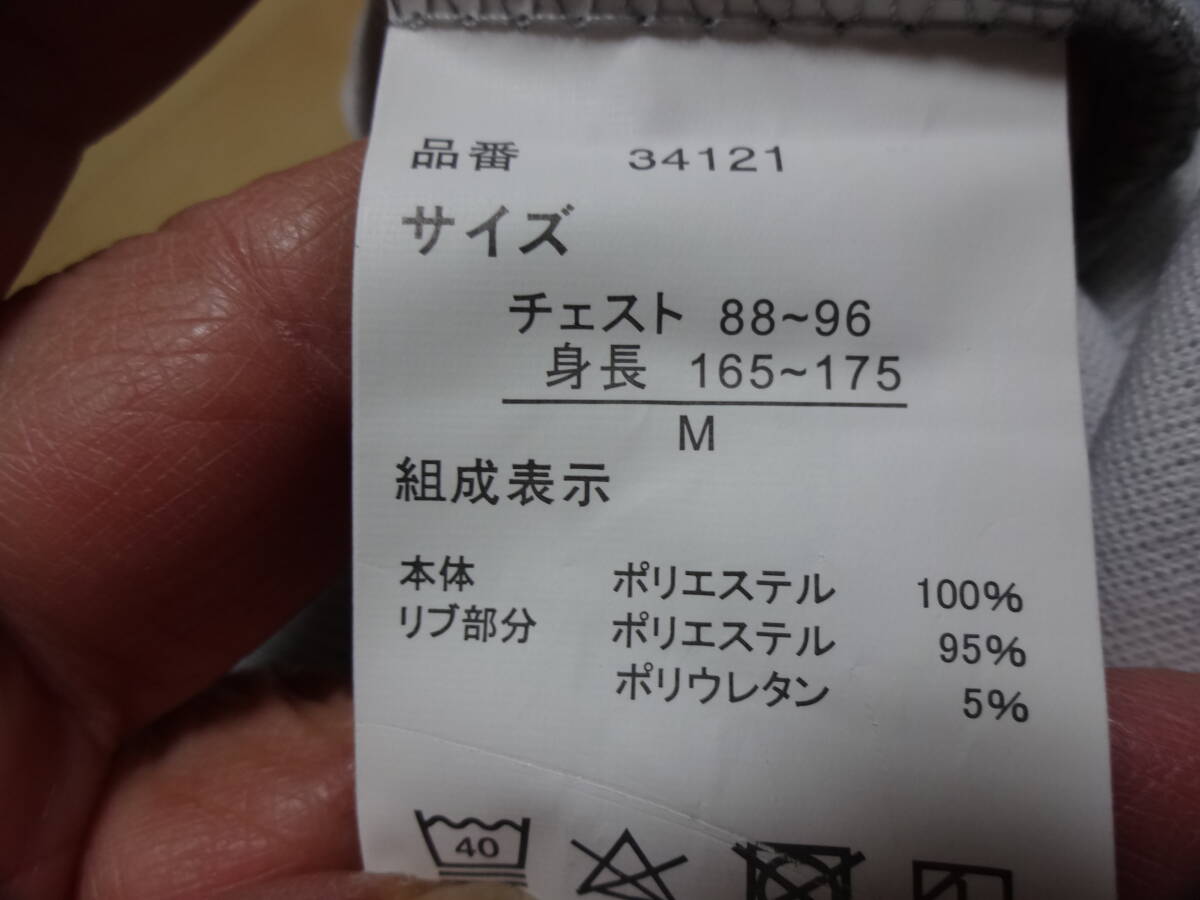 品番 34121
サイズ
チェスト 88~96
身長 165~175
M
組成表示
本体 ポリエステル 100%
リブ部分 ポリエステル 95%
ポリウレタン 5%
40